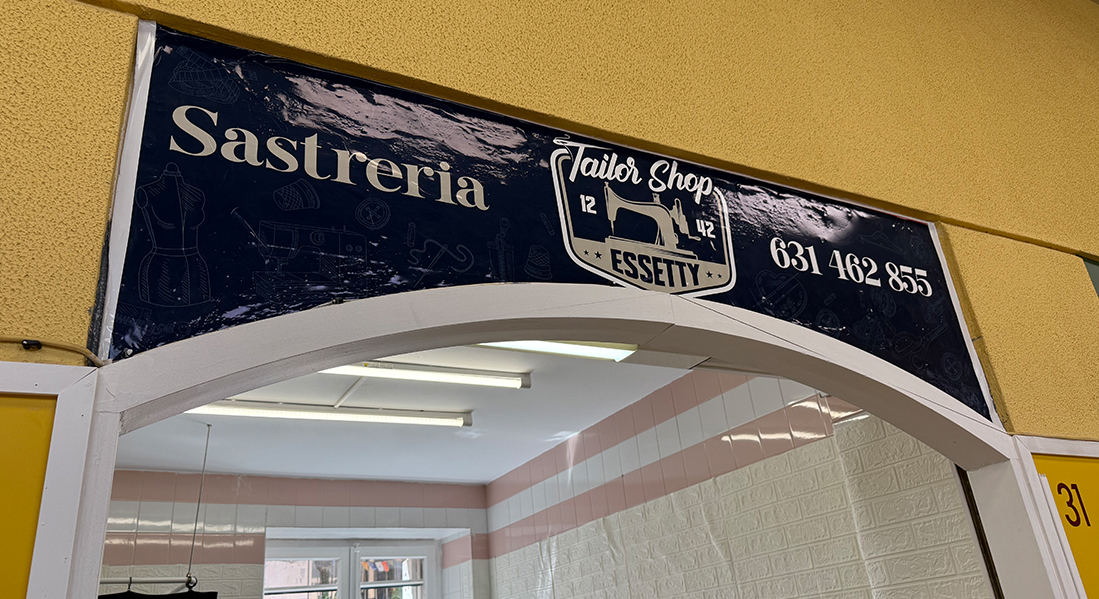 Sastreria
Tailor Shop
12 42
ESSETTY
631 462 855
31